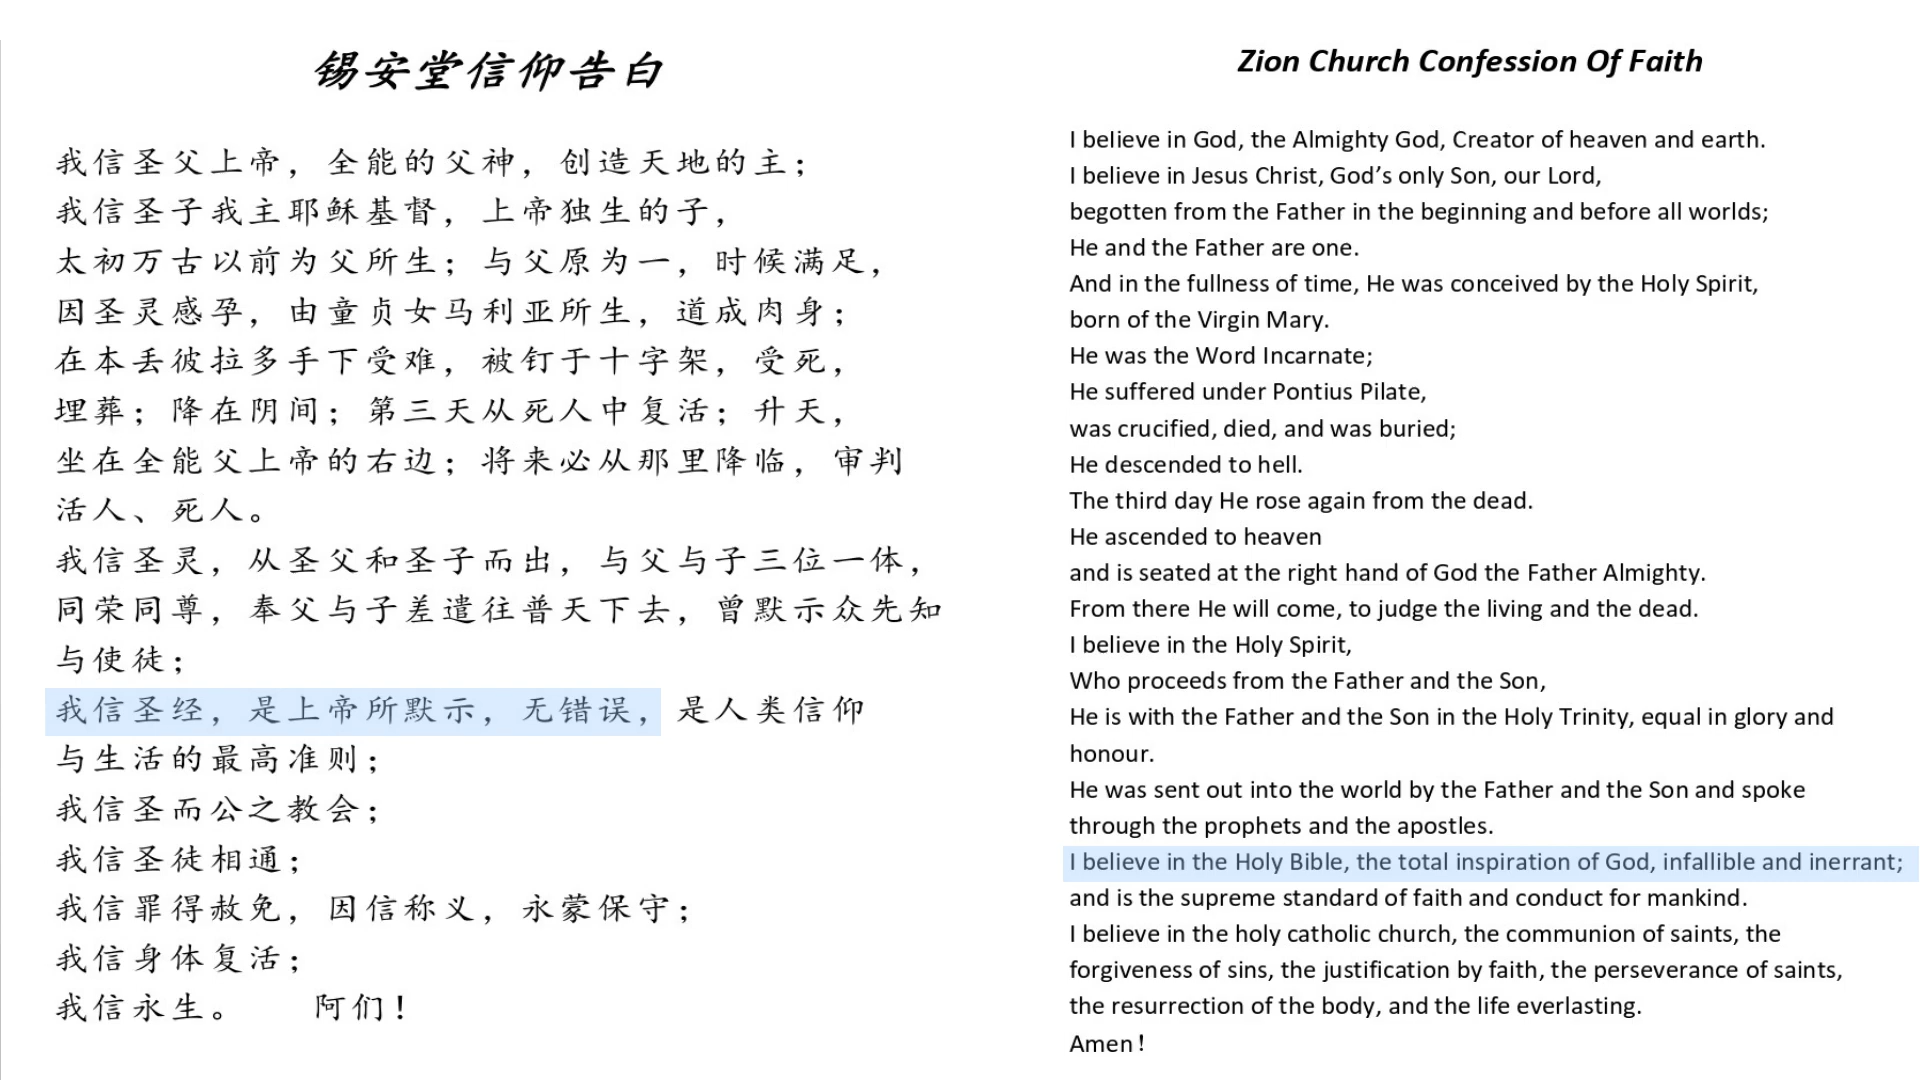 锡安堂信仰告白
我信圣父上帝，全能的父神，创造天地的主；
我信圣子我主耶稣基督，上帝独生的子，
太初万古以前为父所生；与父原为一，时候满足，
因圣灵感孕，由童贞女马利亚所生，道成肉身；
在本丢彼拉多手下受难，被钉于十字架，受死，
埋葬；降在阴间；第三天从死人中复活；升天，
坐在全能父上帝的右边；将来必从那里降临，审判
活人、死人。
我信圣灵，从圣父和圣子而出，与父与子三位一体，
同荣同尊，奉父与子差遣往普天下去，曾默示众先知
与使徒；
我信圣经，是上帝所默示，无错误，是人类信仰
与生活的最高准则；
我信圣而公之教会；
我信圣徒相通；
我信罪得赦免，因信称义，永蒙保守；
我信身体复活；
我信永生。 阿们！
Zion Church Confession Of Faith
I believe in God, the Almighty God, Creator of heaven and earth.
I believe in Jesus Christ, God’s only Son, our Lord,
begotten from the Father in the beginning and before all worlds;
He and the Father are one.
And in the fullness of time, He was conceived by the Holy Spirit,
born of the Virgin Mary.
He was the Word Incarnate;
He suffered under Pontius Pilate,
was crucified, died, and was buried;
He descended to hell.
The third day He rose again from the dead.
He ascended to heaven
and is seated at the right hand of God the Father Almighty.
From there He will come, to judge the living and the dead.
I believe in the Holy Spirit,
Who proceeds from the Father and the Son,
He is with the Father and the Son in the Holy Trinity, equal in glory and
honour.
He was sent out into the world by the Father and the Son and spoke
through the prophets and the apostles.
I believe in the Holy Bible, the total inspiration of God, infallible and inerrant;
and is the supreme standard of faith and conduct for mankind.
I believe in the holy catholic church, the communion of saints, the
forgiveness of sins, the justification by faith, the perseverance of saints,
the resurrection of the body, and the life everlasting.
Amen！